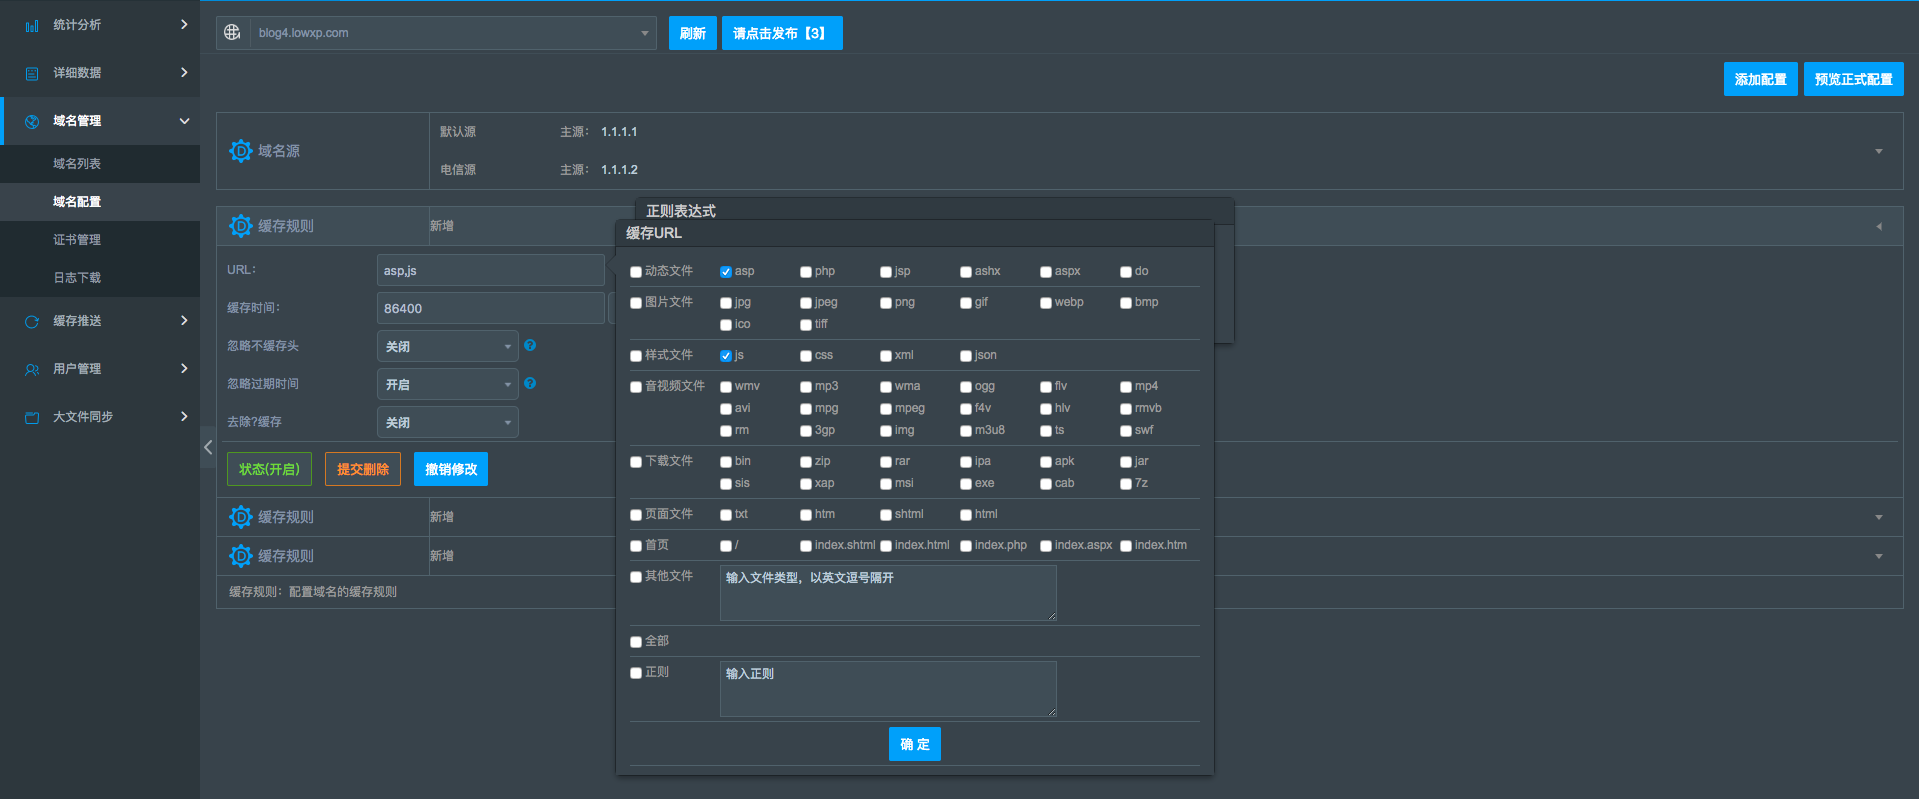 统计分析
详细数据
域名管理
域名列表
域名配置
证书管理
日志下载
缓存推送
用户管理
大文件同步
blog4.lowxp.com
刷新
请点击发布【3】
添加配置
预览正式配置
域名源
默认源 主源： 1.1.1.1
电信源 主源： 1.1.1.2
缓存规则 新增
URL： asp,js
缓存时间： 86400
忽略不缓存头 关闭
忽略过期时间 开启
去除?缓存 关闭
状态(开启) 提交删除 撤销修改
缓存规则 新增
缓存规则 新增
缓存规则：配置域名的缓存规则
正则表达式
缓存URL
动态文件 asp php jsp ashx aspx do
图片文件 jpg jpeg png gif webp bmp
ico tiff
样式文件 js css xml json
音视频文件 wmv mp3 wma ogg flv mp4
avi mpg mpeg f4v hlv rmvb
rm 3gp img m3u8 ts swf
下载文件 bin zip rar ipa apk jar
sis xap msi exe cab 7z
页面文件 txt htm shtml html
首页 / index.shtml index.html index.php index.aspx index.htm
其他文件 输入文件类型，以英文逗号隔开
全部
正则 输入正则
确 定